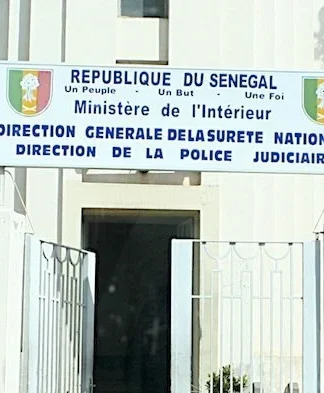 REPUBLIQUE DU SENEGAL
Un Peuple - Un But - Une Foi
Ministère de l'Intérieur
DIRECTION GENERALE DELASURETE NATION
DIRECTION DE LA POLICE JUDICIAIR